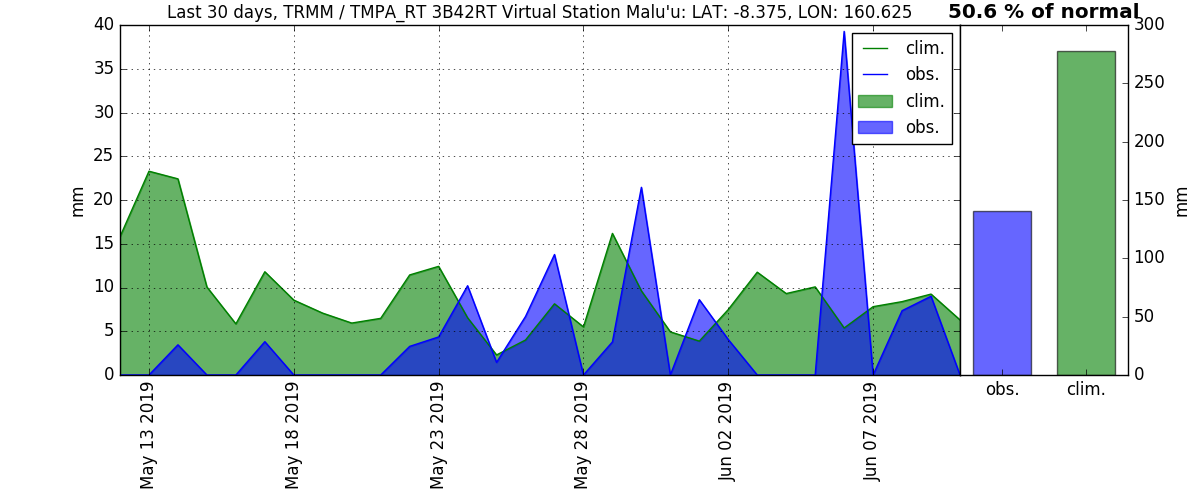 Last 30 days, TRMM / TMPA_RT 3B42RT Virtual Station Malu'u: LAT: -8.375, LON: 160.625
50.6 % of normal
mm
40
35
30
25
20
15
10
5
0
clim.
obs.
clim.
obs.
May 13 2019
May 18 2019
May 23 2019
May 28 2019
Jun 02 2019
Jun 07 2019
300
250
200
150
100
50
0
mm
obs.
clim.